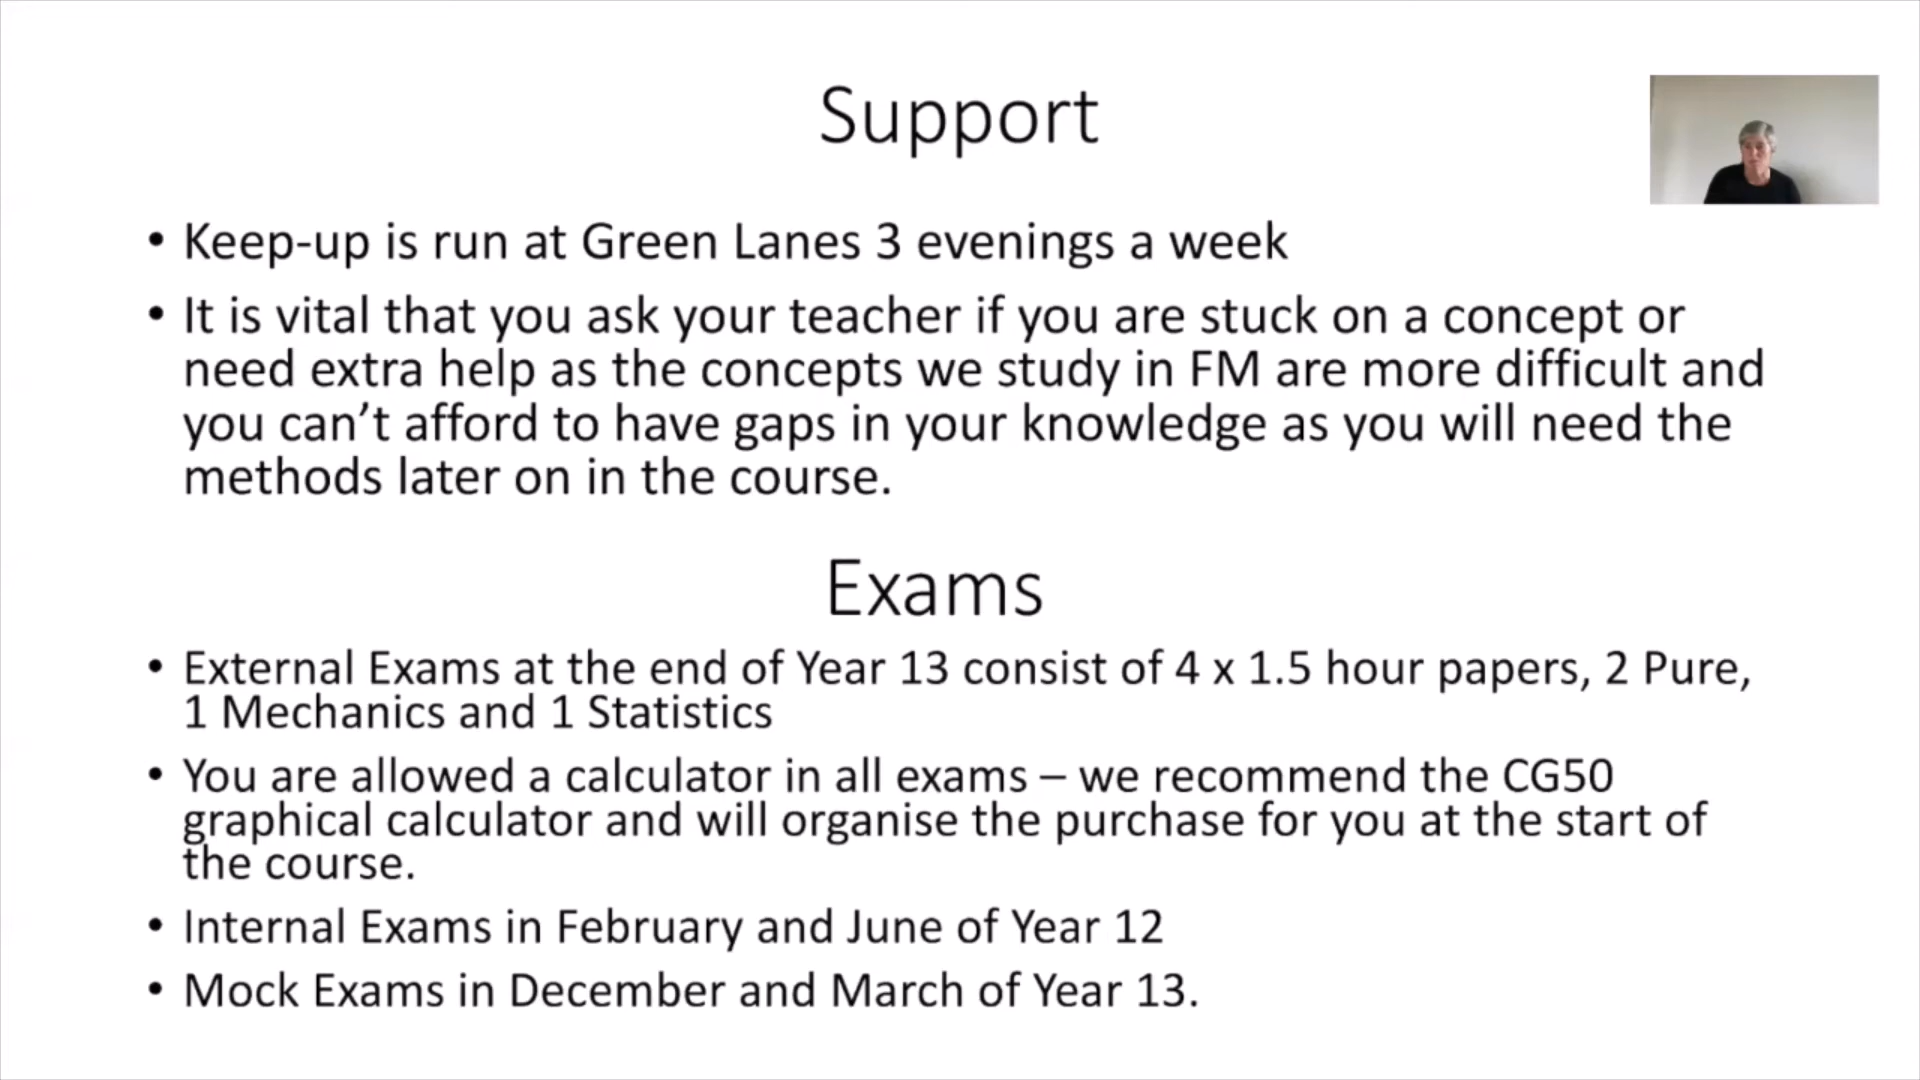 Support
• Keep-up is run at Green Lanes 3 evenings a week
• It is vital that you ask your teacher if you are stuck on a concept or
need extra help as the concepts we study in FM are more difficult and
you can’t afford to have gaps in your knowledge as you will need the
methods later on in the course.
Exams
• External Exams at the end of Year 13 consist of 4 x 1.5 hour papers, 2 Pure,
1 Mechanics and 1 Statistics
• You are allowed a calculator in all exams – we recommend the CG50
graphical calculator and will organise the purchase for you at the start of
the course.
• Internal Exams in February and June of Year 12
• Mock Exams in December and March of Year 13.